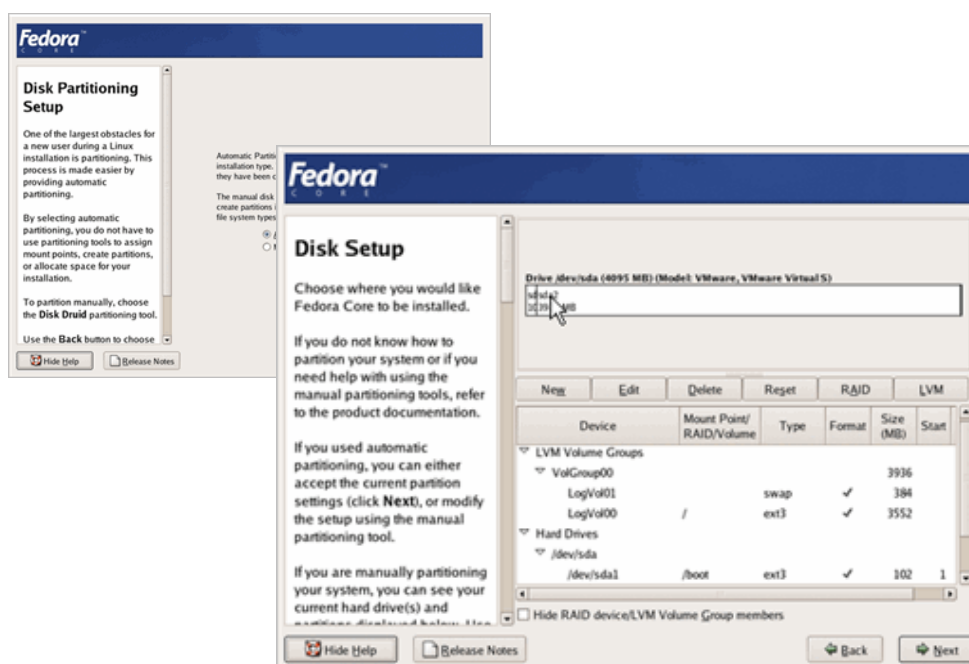 Fedora™
CORE
Disk Partitioning
Setup
One of the largest obstacles for
a new user during a Linux
installation is partitioning. This
process is made easier by
providing automatic
partitioning.
By selecting automatic
partitioning, you do not have to
use partitioning tools to assign
mount points, create partitions,
or allocate space for your
installation.
To partition manually, choose
the Disk Druid partitioning tool.
Use the Back button to choose
Hide Help
Release Notes
Automatic
installation type.
they have been
The manual disk
create partitions
file system types
Fedora™
CORE
Disk Setup
Choose where you would like
Fedora Core to be installed.
If you do not know how to
partition your system or if you
need help with using the
manual partitioning tools, refer
to the product documentation.
If you used automatic
partitioning, you can either
accept the current partition
settings (click Next), or modify
the setup using the manual
partitioning tool.
If you are manually partitioning
your system, you can see your
current hard drive(s) and
partitions displayed below. Use
Drive /dev/sda (4095 MB) (Model: VMware, VMware Virtual S)
MB
New Edit Delete Reset RAID LVM
Device Mount Point/ RAID/Volume Type Format Size (MB) Start
LVM Volume Groups
VolGroup00 3936
LogVol01 swap ✓ 384
LogVol00 / ext3 ✓ 3552
Hard Drives
/dev/sda
/dev/sda1 /boot ext3 ✓ 102 1
Hide RAID device/LVM Volume Group members
Hide Help
Release Notes
Back
Next